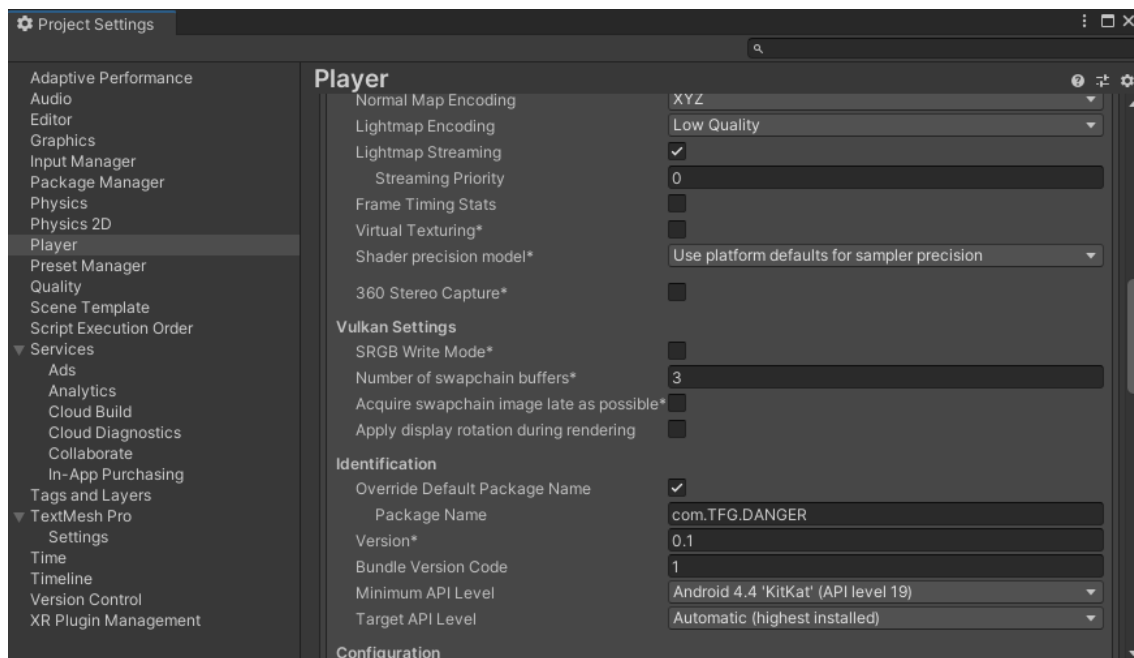 Project Settings
Adaptive Performance
Audio
Editor
Graphics
Input Manager
Package Manager
Physics
Physics 2D
Player
Preset Manager
Quality
Scene Template
Script Execution Order
Services
Ads
Analytics
Cloud Build
Cloud Diagnostics
Collaborate
In-App Purchasing
Tags and Layers
TextMesh Pro
Settings
Time
Timeline
Version Control
XR Plugin Management
Player
Normal Map Encoding XYZ
Lightmap Encoding Low Quality
Lightmap Streaming
Streaming Priority 0
Frame Timing Stats
Virtual Texturing*
Shader precision model* Use platform defaults for sampler precision
360 Stereo Capture*
Vulkan Settings
SRGB Write Mode*
Number of swapchain buffers* 3
Acquire swapchain image late as possible*
Apply display rotation during rendering
Identification
Override Default Package Name
Package Name com.TFG.DANGER
Version* 0.1
Bundle Version Code 1
Minimum API Level Android 4.4 'KitKat' (API level 19)
Target API Level Automatic (highest installed)
Configuration